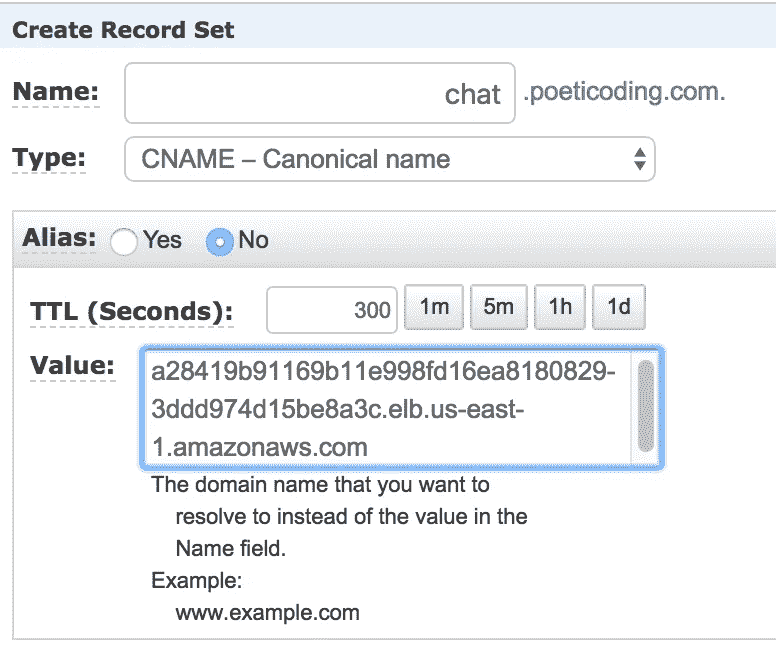 Create Record Set
Name: chat .poeticoding.com.
Type: CNAME – Canonical name
Alias: Yes No
TTL (Seconds): 300 1m 5m 1h 1d
Value: a28419b91169b11e998fd16ea8180829-
3ddd974d15be8a3c.elb.us-east-
1.amazonaws.com
The domain name that you want to
resolve to instead of the value in the
Name field.
Example:
www.example.com